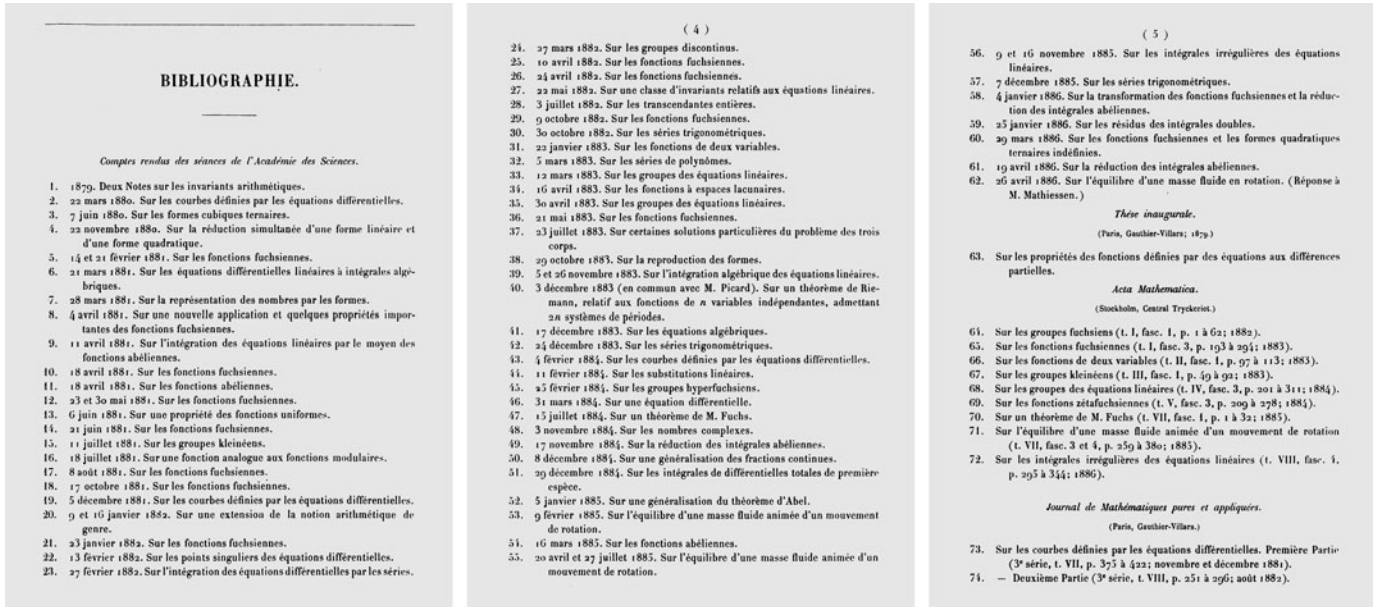 BIBLIOGRAPHIE.
Comptes rendus des séances de l'Académie des Sciences.
1. 1879. Deux Notes sur les invariants arithmétiques.
2. 22 mars 1880. Sur les courbes définies par les équations différentielles.
3. 7 juin 1880. Sur les formes cubiques ternaires.
4. 22 novembre 1880. Sur la réduction simultanée d'une forme linéaire et
d'une forme quadratique.
5. 14 et 21 février 1881. Sur les fonctions fuchsiennes.
6. 21 mars 1881. Sur les équations différentielles linéaires à intégrales algé-
briques.
7. 28 mars 1881. Sur la représentation des nombres par les formes.
8. 4 avril 1881. Sur une nouvelle application et quelques propriétés impor-
tantes des fonctions fuchsiennes.
9. 11 avril 1881. Sur l'intégration des équations linéaires par le moyen des
fonctions abéliennes.
10. 18 avril 1881. Sur les fonctions fuchsiennes.
11. 18 avril 1881. Sur les fonctions abéliennes.
12. 23 et 30 mai 1881. Sur les fonctions fuchsiennes.
13. 6 juin 1881. Sur une propriété des fonctions uniformes.
14. 21 juin 1881. Sur les fonctions fuchsiennes.
15. 11 juillet 1881. Sur les groupes kleinéens.
16. 18 juillet 1881. Sur une fonction analogue aux fonctions modulaires.
17. 8 août 1881. Sur les fonctions fuchsiennes.
18. 17 octobre 1881. Sur les fonctions fuchsiennes.
19. 5 décembre 1881. Sur les courbes définies par les équations différentielles.
20. 9 et 16 janvier 1882. Sur une extension de la notion arithmétique de
genre.
21. 23 janvier 1882. Sur les fonctions fuchsiennes.
22. 13 février 1882. Sur les points singuliers des équations différentielles.
23. 27 février 1882. Sur l'intégration des équations différentielles par les séries.
( 4 )
24. 27 mars 1882. Sur les groupes discontinus.
25. 10 avril 1882. Sur les fonctions fuchsiennes.
26. 24 avril 1882. Sur les fonctions fuchsiennes.
27. 22 mai 1882. Sur une classe d'invariants relatifs aux équations linéaires.
28. 3 juillet 1882. Sur les transcendantes entières.
29. 9 octobre 1882. Sur les fonctions fuchsiennes.
30. 30 octobre 1882. Sur les séries trigonométriques.
31. 22 janvier 1883. Sur les fonctions de deux variables.
32. 5 mars 1883. Sur les séries de polynômes.
33. 12 mars 1883. Sur les groupes des équations linéaires.
34. 16 avril 1883. Sur les fonctions à espaces lacunaires.
35. 30 avril 1883. Sur les groupes des équations linéaires.
36. 21 mai 1883. Sur les fonctions fuchsiennes.
37. 23 juillet 1883. Sur certaines solutions particulières du problème des trois
corps.
38. 29 octobre 1883. Sur la reproduction des formes.
39. 5 et 26 novembre 1883. Sur l'intégration algébrique des équations linéaires.
40. 3 décembre 1883 (en commun avec M. Picard). Sur un théorème de Rie-
mann, relatif aux fonctions de n variables indépendantes, admettant
2n systèmes de périodes.
41. 17 décembre 1883. Sur les équations algébriques.
42. 24 décembre 1883. Sur les séries trigonométriques.
43. 4 février 1884. Sur les courbes définies par les équations différentielles.
44. 11 février 1884. Sur les substitutions linéaires.
45. 25 février 1884. Sur les groupes hyperfuchsiens.
46. 31 mars 1884. Sur une équation différentielle.
47. 15 juillet 1884. Sur un théorème de M. Fuchs.
48. 3 novembre 1884. Sur les nombres complexes.
49. 17 novembre 1884. Sur la réduction des intégrales abéliennes.
50. 8 décembre 1884. Sur une généralisation des fractions continues.
51. 29 décembre 1884. Sur les intégrales de différentielles totales de première
espèce.
52. 5 janvier 1885. Sur une généralisation du théorème d'Abel.
53. 9 février 1885. Sur l'équilibre d'une masse fluide animée d'un mouvement
de rotation.
54. 16 mars 1885. Sur les fonctions abéliennes.
55. 20 avril et 27 juillet 1885. Sur l'équilibre d'une masse fluide animée d'un
mouvement de rotation.
( 5 )
56. 9 et 16 novembre 1885. Sur les intégrales irrégulières des équations
linéaires.
57. 7 décembre 1885. Sur les séries trigonométriques.
58. 4 janvier 1886. Sur la transformation des fonctions fuchsiennes et la réduc-
tion des intégrales abéliennes.
59. 25 janvier 1886. Sur les résidus des intégrales doubles.
60. 29 mars 1886. Sur les fonctions fuchsiennes et les formes quadratiques
ternaires indéfinies.
61. 19 avril 1886. Sur la réduction des intégrales abéliennes.
62. 26 avril 1886. Sur l'équilibre d'une masse fluide en rotation. (Réponse à
M. Mathiessen.)
Thèse inaugurale.
(Paris, Gauthier-Villars; 1879.)
63. Sur les propriétés des fonctions définies par des équations aux différences
partielles.
Acta Mathematica.
(Stockholm, Central Tryckeriet.)
64. Sur les groupes fuchsiens (t. I, fasc. 1, p. 1 à 62; 1882).
65. Sur les fonctions fuchsiennes (t. I, fasc. 3, p. 193 à 294; 1883).
66. Sur les fonctions de deux variables (t. II, fasc. 1, p. 97 à 113; 1883).
67. Sur les groupes kleinéens (t. III, fasc. 1, p. 49 à 92; 1883).
68. Sur les groupes des équations linéaires (t. IV, fasc. 3, p. 201 à 311; 1884).
69. Sur les fonctions zétafuchsiennes (t. V, fasc. 3, p. 209 à 278; 1884).
70. Sur un théorème de M. Fuchs (t. VII, fasc. 1, p. 1 à 32; 1885).
71. Sur l'équilibre d'une masse fluide animée d'un mouvement de rotation
(t. VII, fasc. 3 et 4, p. 259 à 380; 1885).
72. Sur les intégrales irrégulières des équations linéaires (t. VIII, fasc. 4,
p. 295 à 344; 1886).
Journal de Mathématiques pures et appliquées.
(Paris, Gauthier-Villars.)
73. Sur les courbes définies par les équations différentielles. Première Partie
(3e série, t. VII, p. 375 à 422; novembre et décembre 1881).
74. — Deuxième Partie (3e série, t. VIII, p. 251 à 296; août 1882).